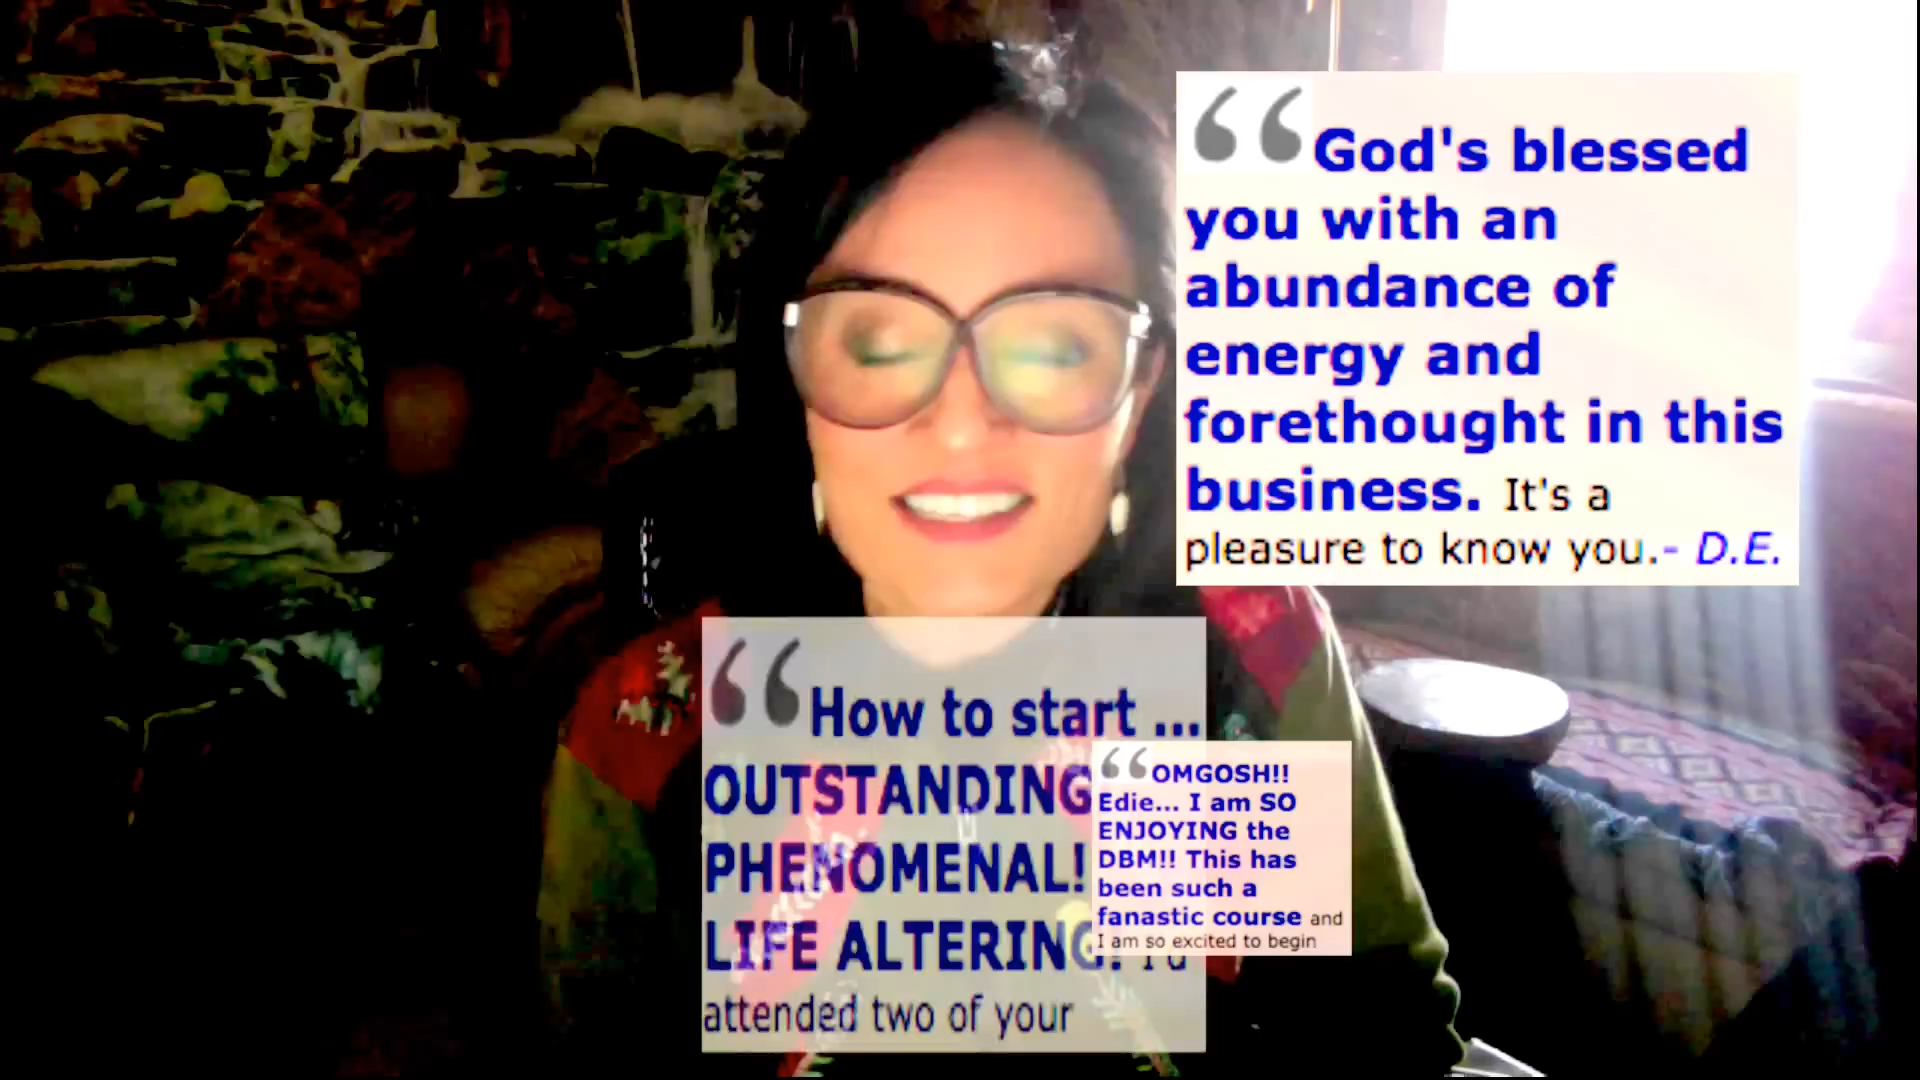 “God's blessed
you with an
abundance of
energy and
forethought in this
business. It's a
pleasure to know you.- D.E.
“How to start ...
OUTSTANDING
PHENOMENAL!
LIFE ALTERING! I'd
attended two of your
“OMGOSH!!
Edie... I am SO
ENJOYING the
DBM!! This has
been such a
fanastic course and
I am so excited to begin